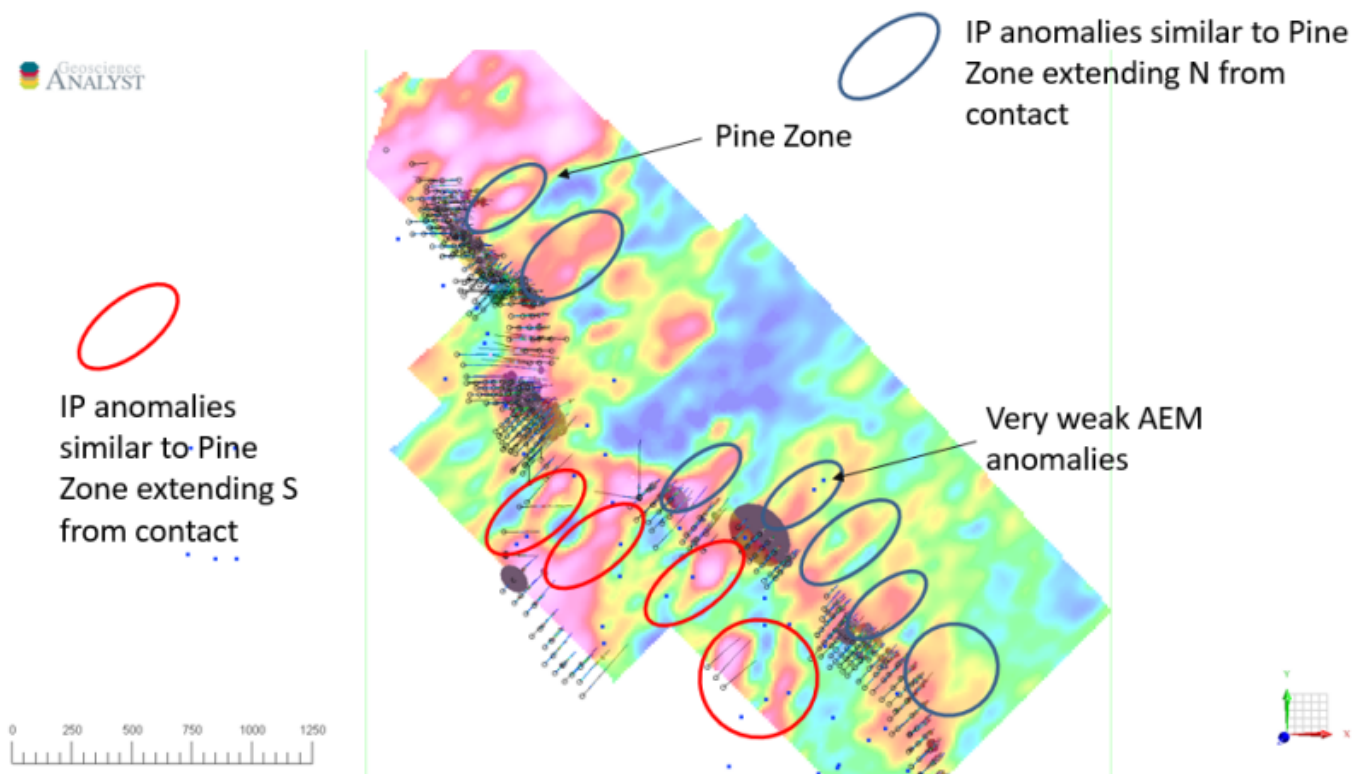 IP anomalies similar to Pine
Zone extending N from
contact
Geoscience
ANALYST
Pine Zone
IP anomalies
similar to Pine
Zone extending S
from contact
Very weak AEM
anomalies
0 250 500 750 1000 1250
Y
X